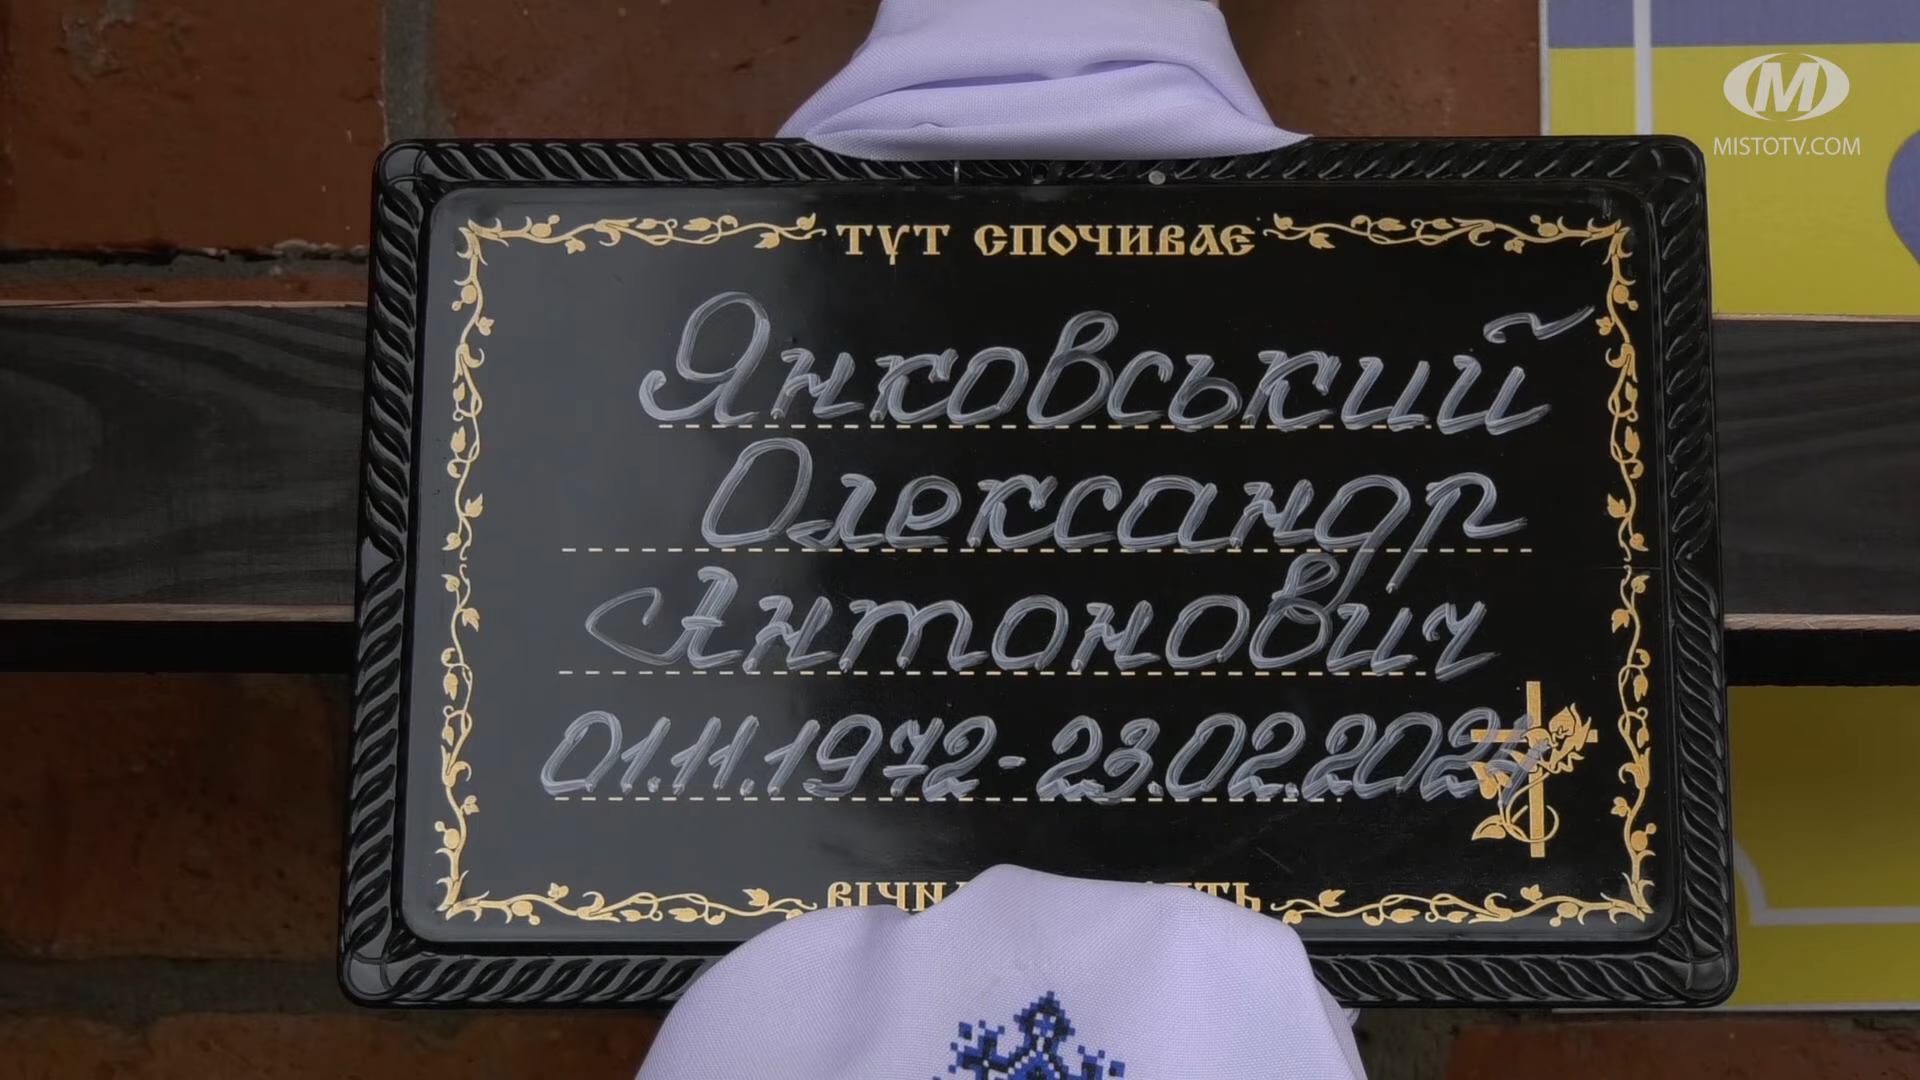 MISTOTV.COM
ТУТ СПОЧИВАЄ
Янковський
Олександр
Антонович
01.11.1972-23.02.2024